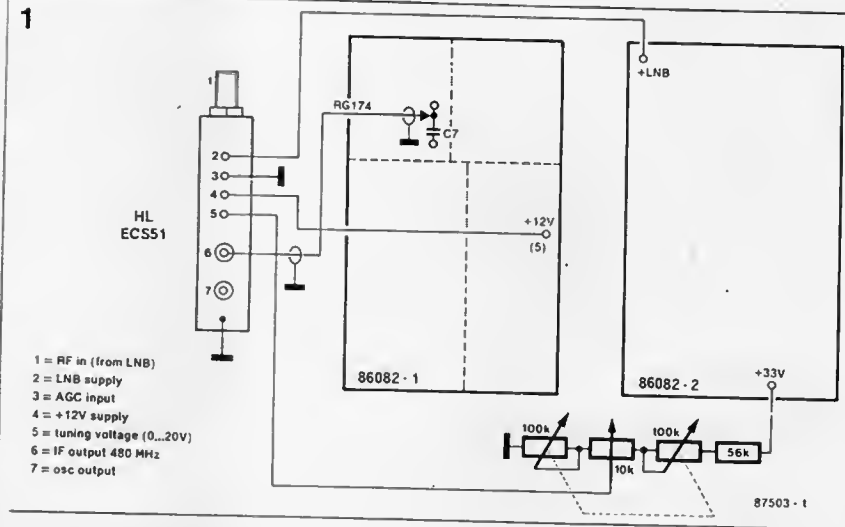 1
1
2
3
4
5
6
7
HL
ECS51
RG174
C7
+12V
(5)
86082 - 1
+LNB
86082 - 2
+33V
100k
10k
100k
56k
1 = RF in (from LNB)
2 = LNB supply
3 = AGC input
4 = +12V supply
5 = tuning voltage (0...20V)
6 = IF output 480 MHz
7 = osc output
87503 - 1